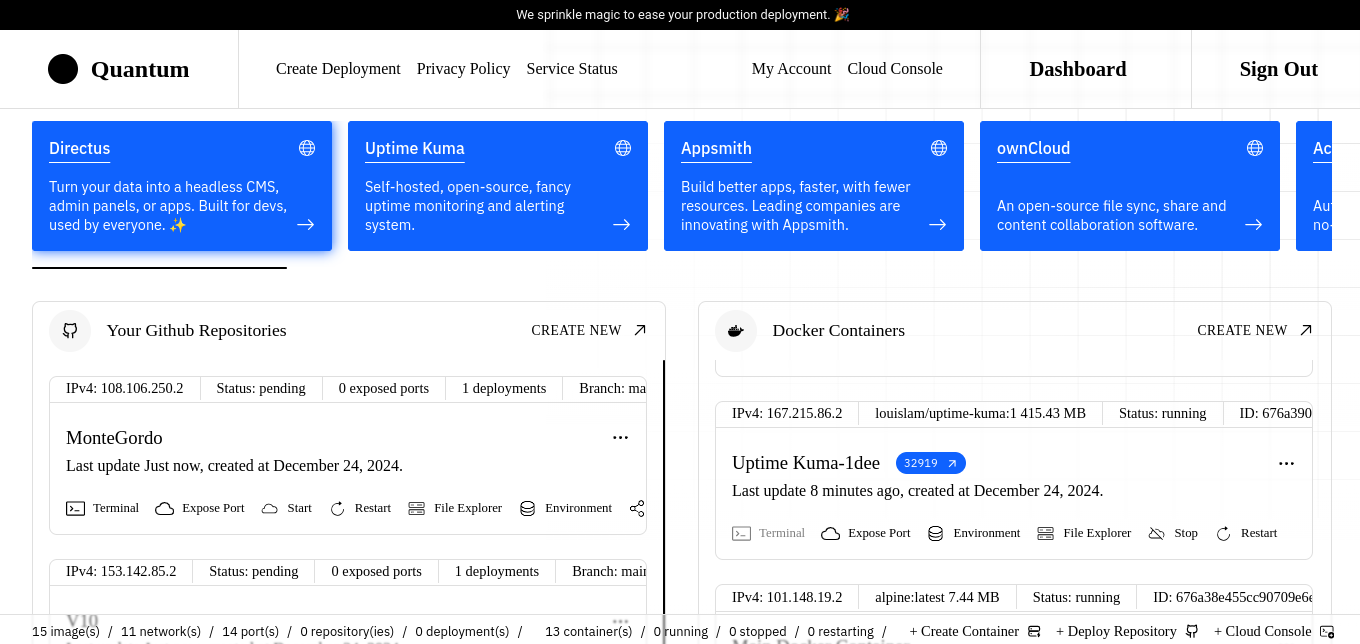 We sprinkle magic to ease your production deployment. 🎉
Quantum
Create Deployment Privacy Policy Service Status
My Account Cloud Console
Dashboard
Sign Out
Directus
Turn your data into a headless CMS,
admin panels, or apps. Built for devs,
used by everyone. ✨
Uptime Kuma
Self-hosted, open-source, fancy
uptime monitoring and alerting
system.
Appsmith
Build better apps, faster, with fewer
resources. Leading companies are
innovating with Appsmith.
ownCloud
An open-source file sync, share and
content collaboration software.
Ac
Au
no-
Your Github Repositories
CREATE NEW
IPv4: 108.106.250.2 Status: pending 0 exposed ports 1 deployments Branch: ma
MonteGordo
Last update Just now, created at December 24, 2024.
Terminal Expose Port Start Restart File Explorer Environment
IPv4: 153.142.85.2 Status: pending 0 exposed ports 1 deployments Branch: mai
V10
Docker Containers
CREATE NEW
IPv4: 167.215.86.2 louislam/uptime-kuma:1 415.43 MB Status: running ID: 676a390
Uptime Kuma-1dee 32919
Last update 8 minutes ago, created at December 24, 2024.
Terminal Expose Port Environment File Explorer Stop Restart
IPv4: 101.148.19.2 alpine:latest 7.44 MB Status: running ID: 676a38e455cc90709e6e
15 image(s) / 11 network(s) / 14 port(s) / 0 repository(ies) / 0 deployment(s) / 13 container(s) / 0 running / 0 stopped / 0 restarting / + Create Container + Deploy Repository + Cloud Console